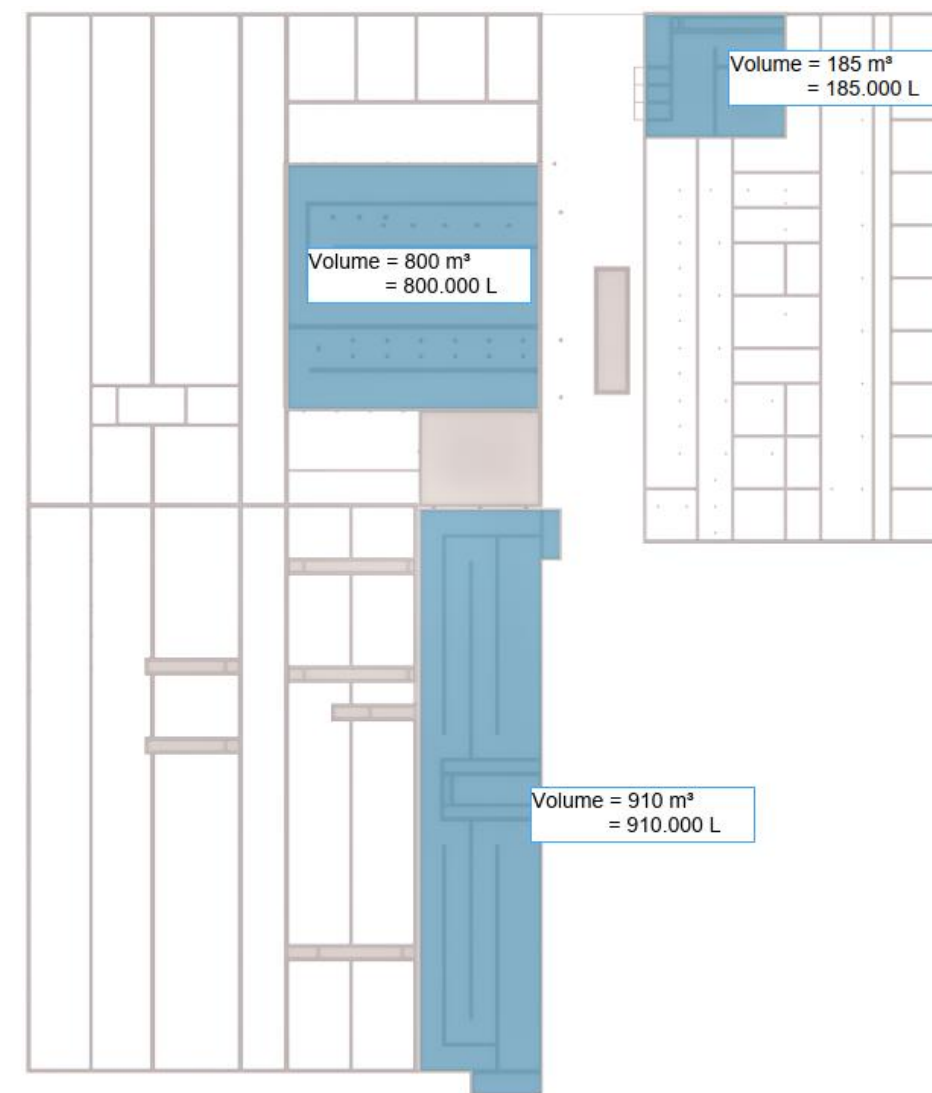 Volume = 185 m³
= 185.000 L
Volume = 800 m³
= 800.000 L
Volume = 910 m³
= 910.000 L